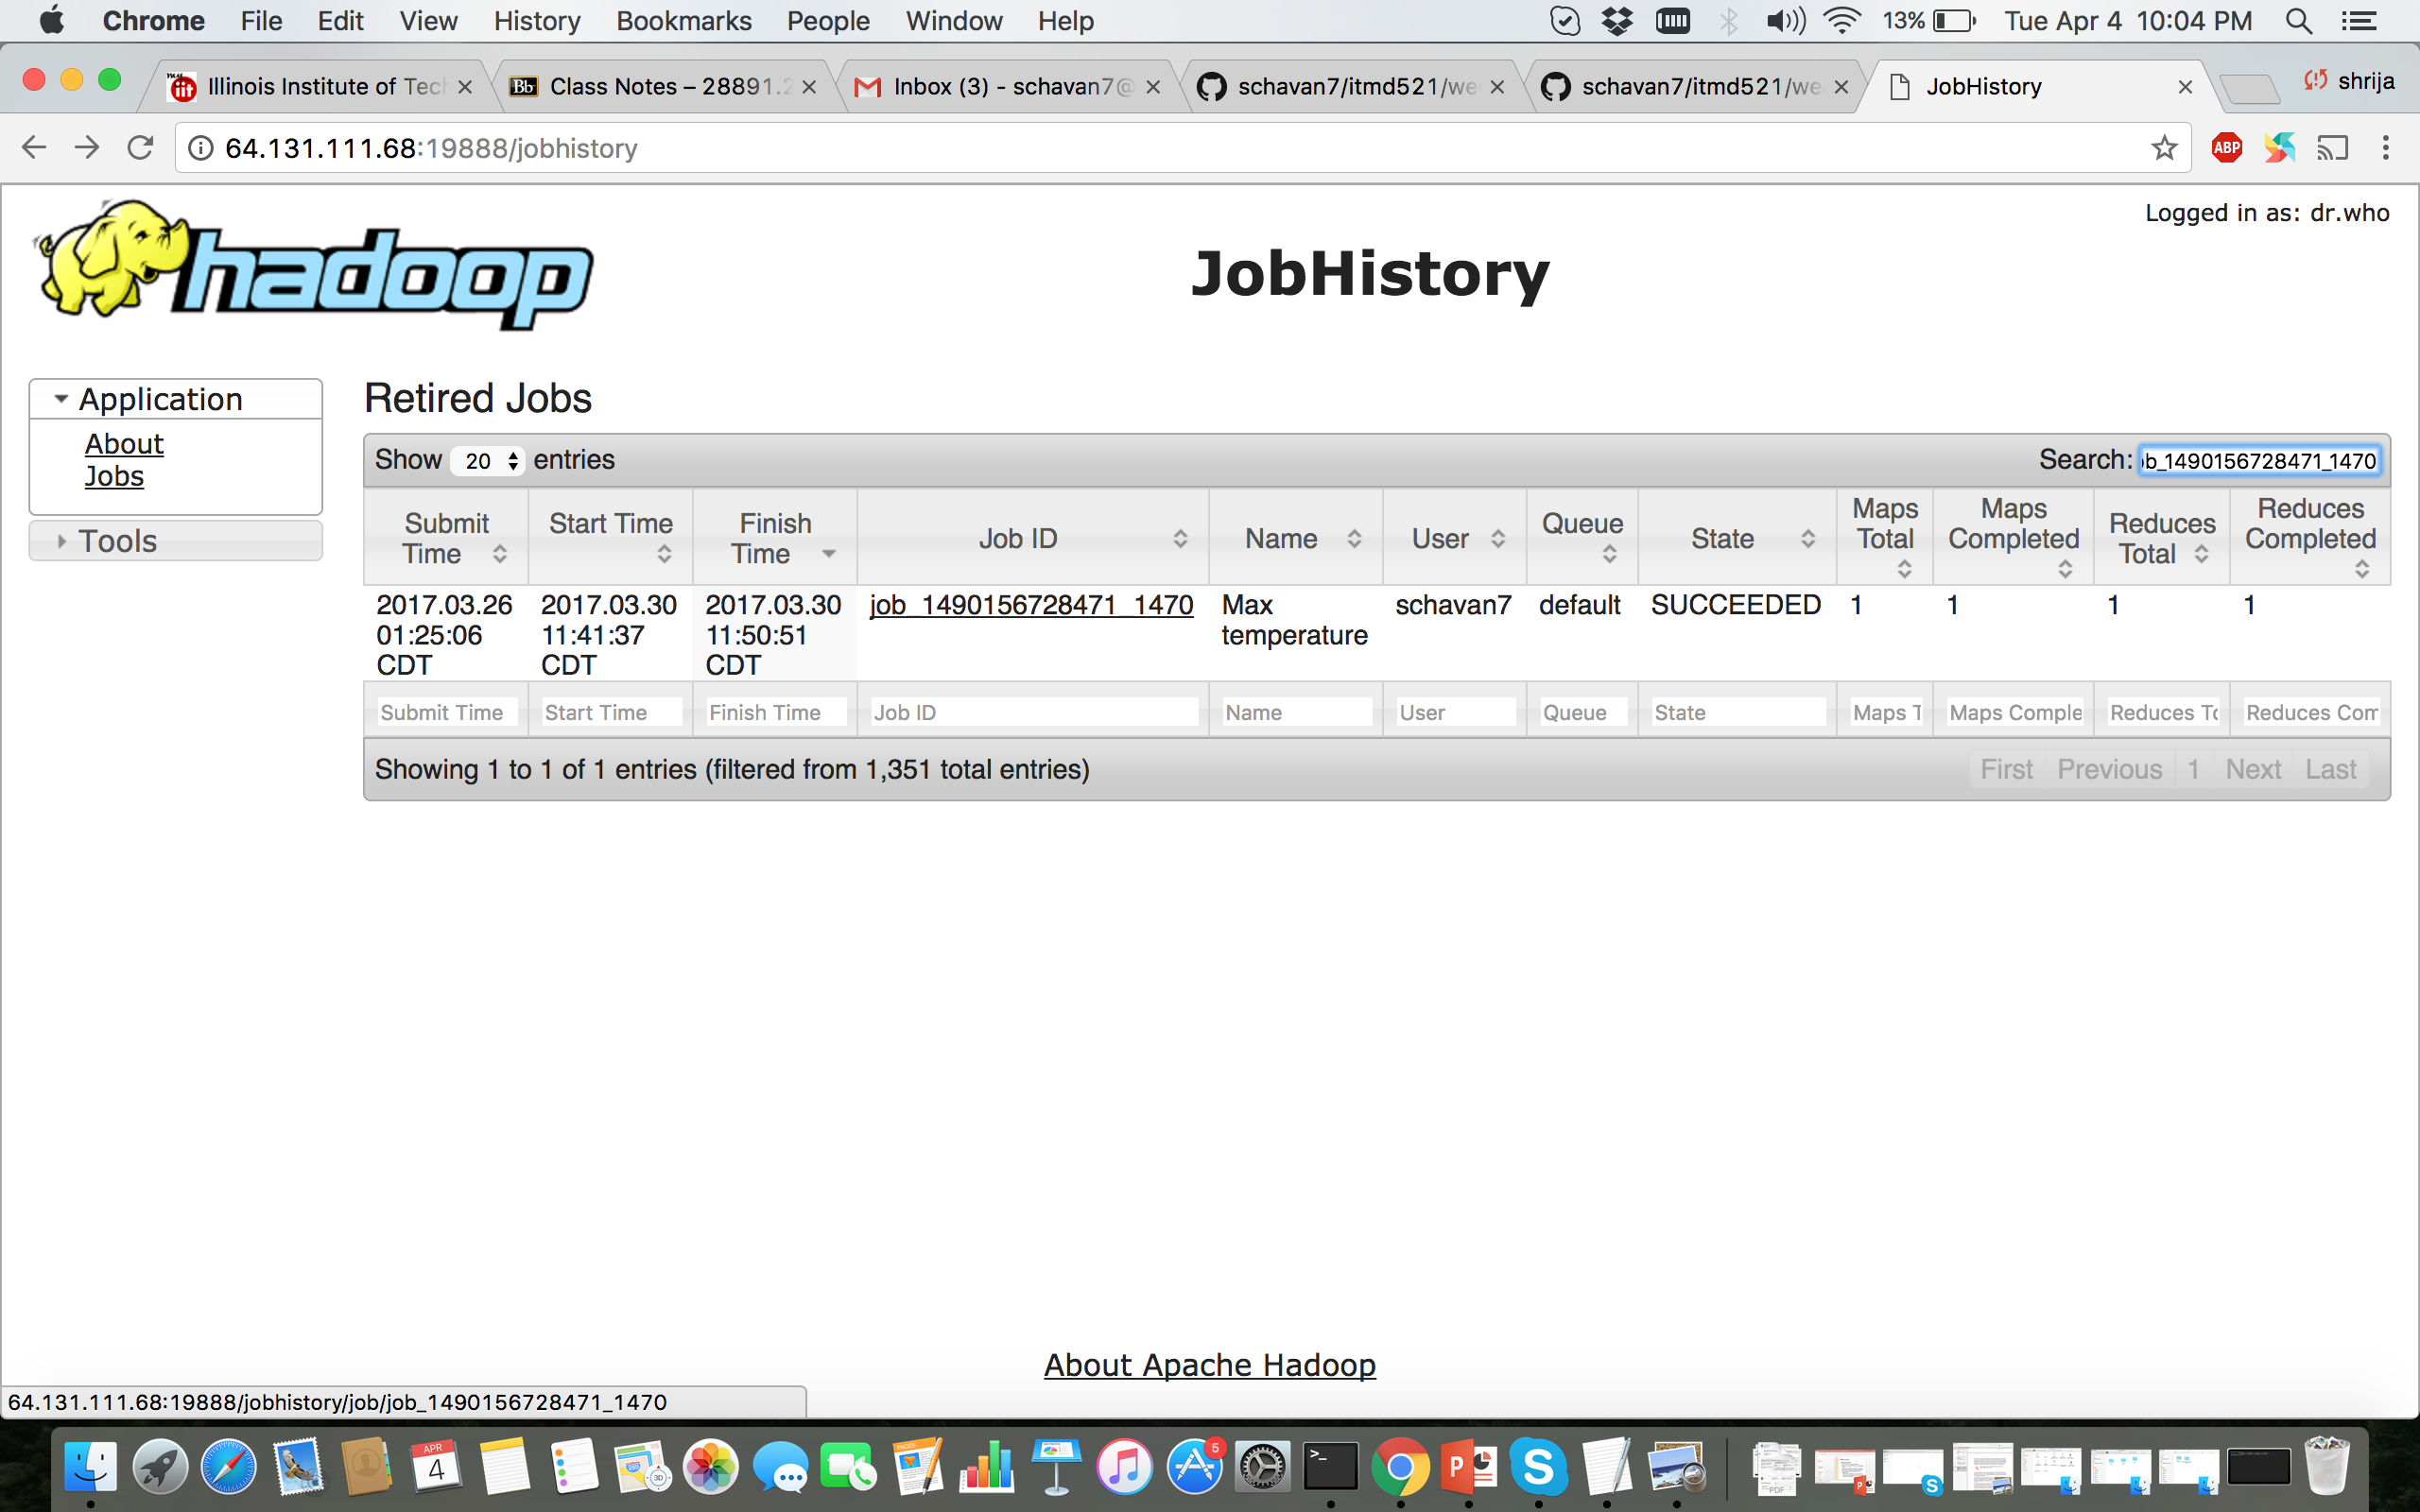 Chrome File Edit View History Bookmarks People Window Help 13% Tue Apr 4 10:04 PM
my iit Illinois Institute of Tec Bb Class Notes – 28891.2 Inbox (3) - schavan7@ schavan7/itmd521/we schavan7/itmd521/we JobHistory shrija
64.131.111.68:19888/jobhistory ABP
Logged in as: dr.who
hadoop JobHistory
Application
About
Jobs
Tools
Retired Jobs
Show 20 entries Search: ob_1490156728471_1470
Submit Time Start Time Finish Time Job ID Name User Queue State Maps Total Maps Completed Reduces Total Reduces Completed
2017.03.26 2017.03.30 2017.03.30 job_1490156728471_1470 Max schavan7 default SUCCEEDED 1 1 1 1
01:25:06 11:41:37 11:50:51 temperature
CDT CDT CDT
Submit Time Start Time Finish Time Job ID Name User Queue State Maps T Maps Comple Reduces To Reduces Com
Showing 1 to 1 of 1 entries (filtered from 1,351 total entries) First Previous 1 Next Last
About Apache Hadoop
64.131.111.68:19888/jobhistory/job/job_1490156728471_1470
APR
4
PAGES
5